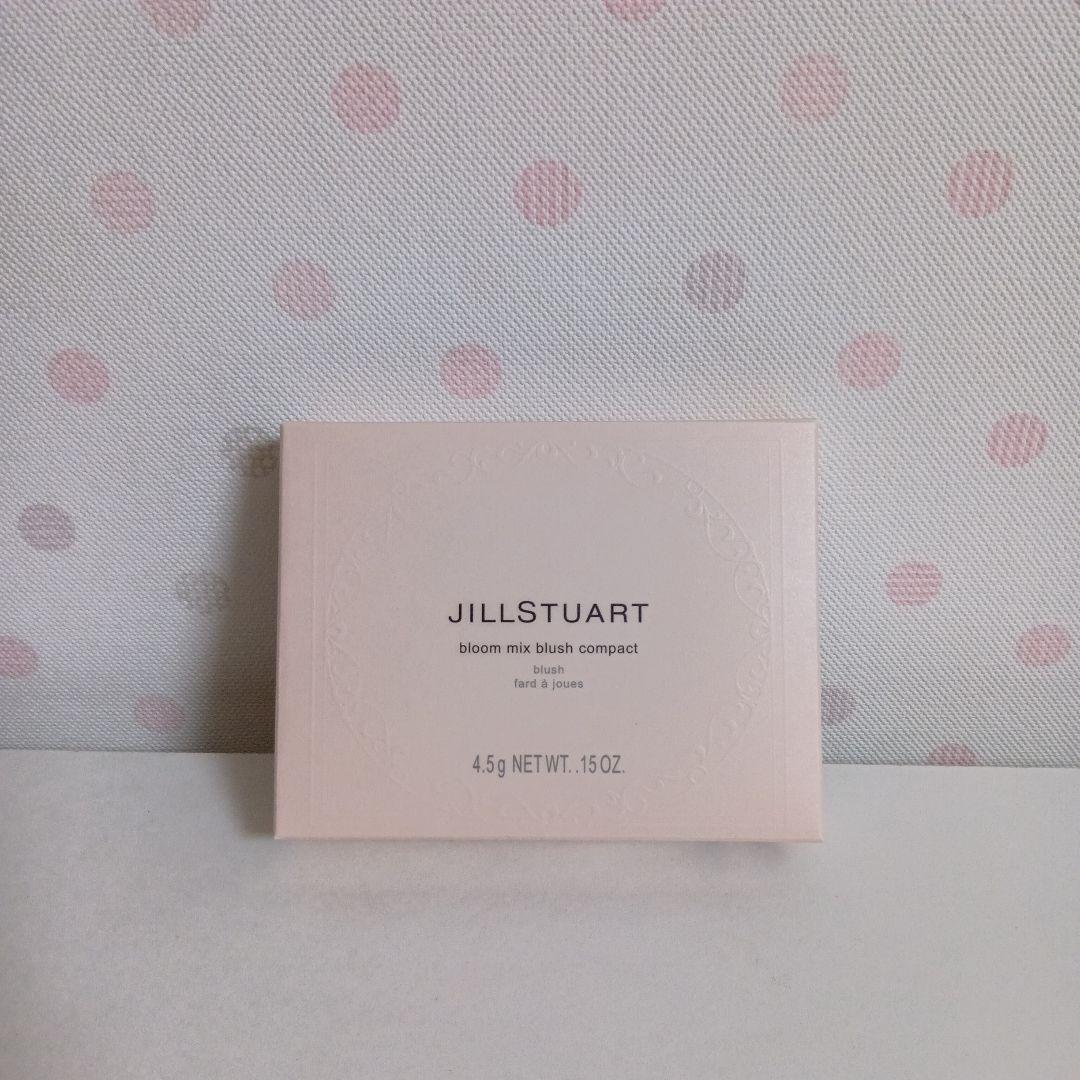 JILLSTUART
bloom mix blush compact
blush
fard à joues
4.5g NET WT. .15 OZ.